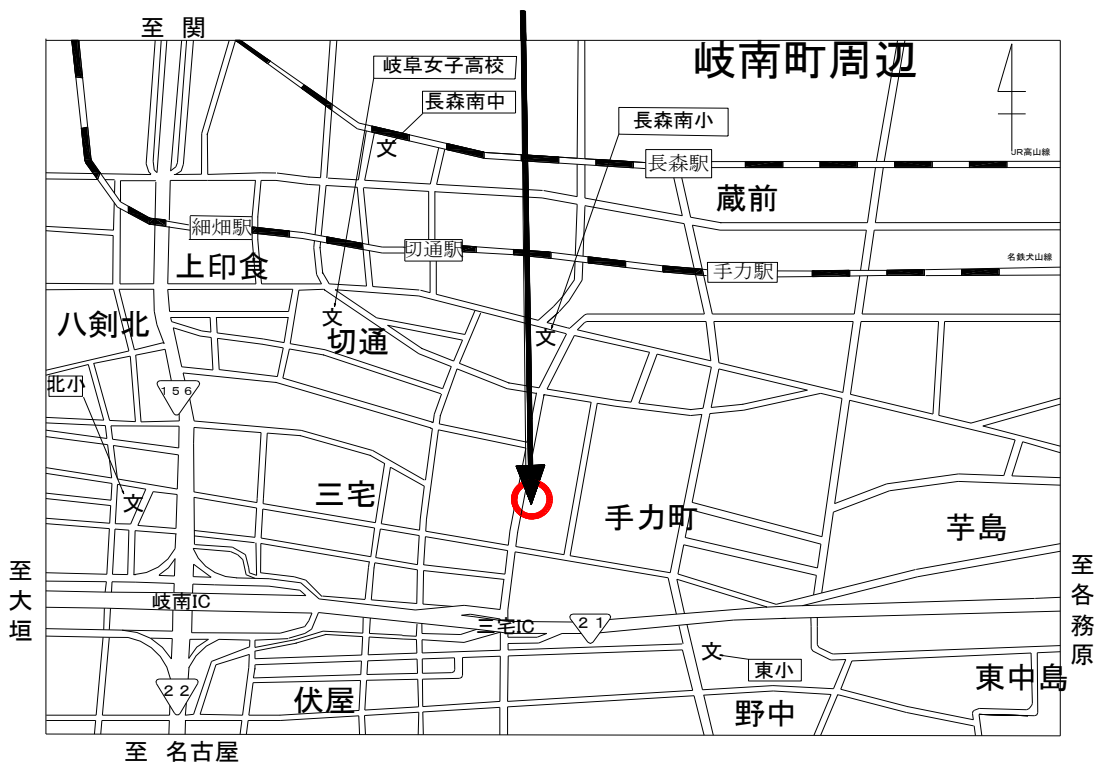 至 関
岐南町周辺
岐阜女子高校
長森南中
長森南小
文
JR高山線
長森駅
蔵前
細畑駅
切通駅
名鉄犬山線
手力駅
上印食
八剣北
文
切通
文
北小
156
三宅
文
手力町
芋島
至大垣
岐南IC
三宅IC
21
至各務原
文
東小
東中島
22
伏屋
野中
至 名古屋